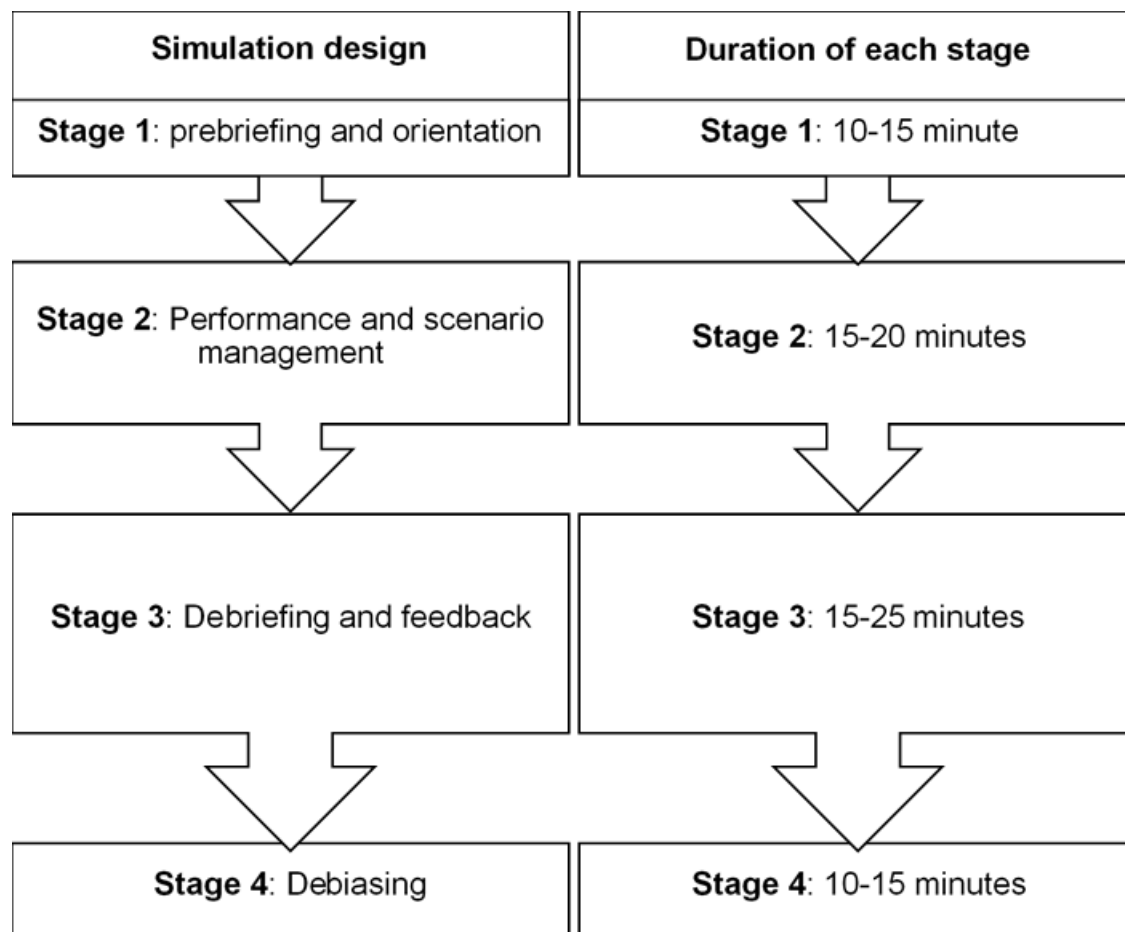 Simulation design
Duration of each stage
Stage 1: prebriefing and orientation
Stage 1: 10-15 minute
Stage 2: Performance and scenario
management
Stage 2: 15-20 minutes
Stage 3: Debriefing and feedback
Stage 3: 15-25 minutes
Stage 4: Debiasing
Stage 4: 10-15 minutes